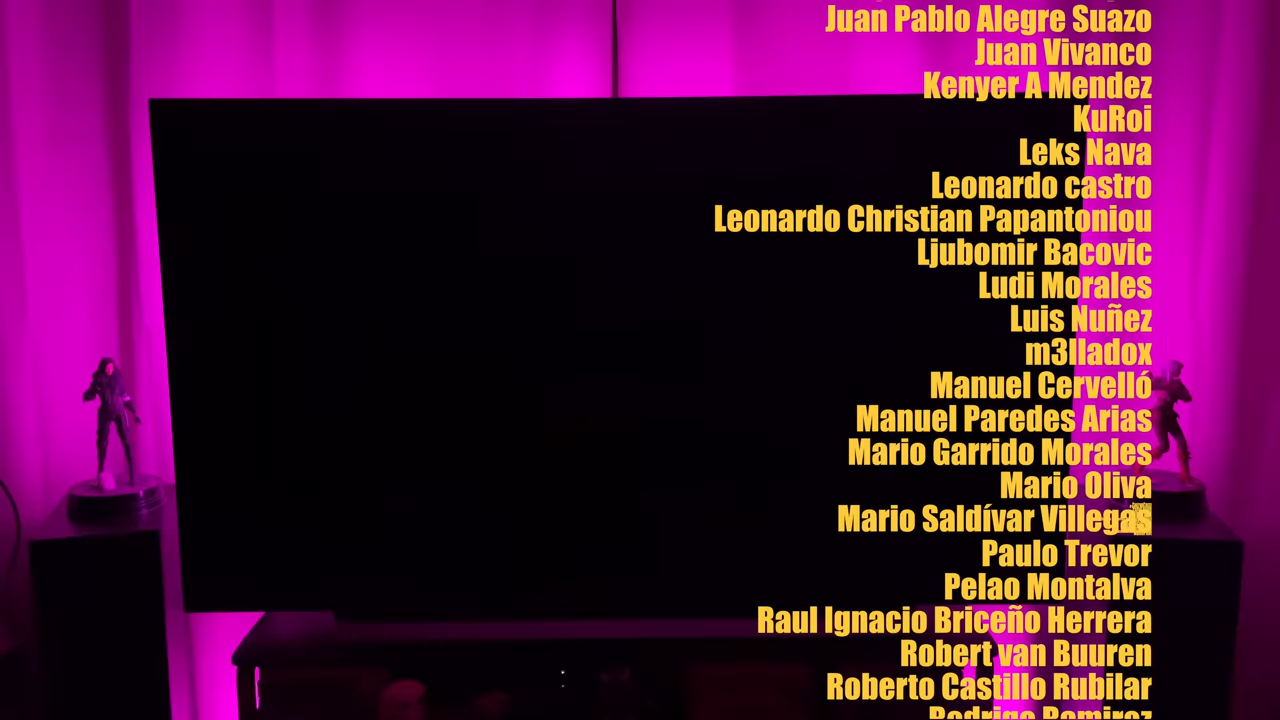 Juan Pablo Alegre Suazo
Juan Vivanco
Kenyer A Mendez
KuRoi
Leks Nava
Leonardo castro
Leonardo Christian Papantoniou
Ljubomir Bacovic
Ludi Morales
Luis Nuñez
m3lladox
Manuel Cervelló
Manuel Paredes Arias
Mario Garrido Morales
Mario Oliva
Mario Saldívar Villegas
Paulo Trevor
Pelao Montalva
Raul Ignacio Briceño Herrera
Robert van Buuren
Roberto Castillo Rubilar
Rodrigo Ramirez